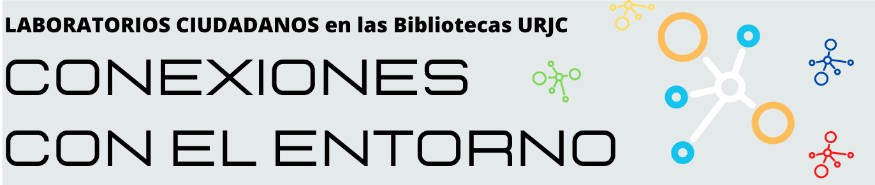 LABORATORIOS CIUDADANOS en las Bibliotecas URJC
CONEXIONES
CON EL ENTORNO